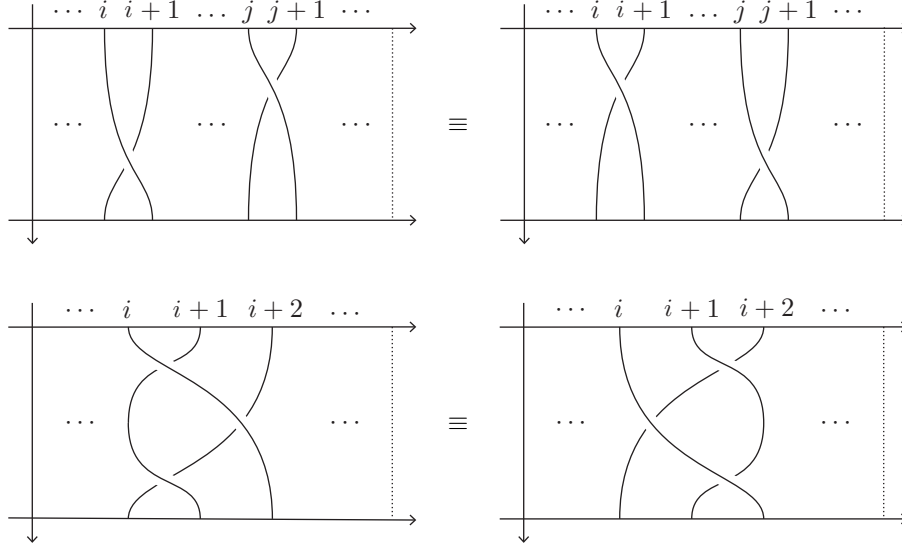 ⋯ i i + 1 … j j + 1 ⋯ ⋯ i i + 1 … j j + 1 ⋯
⋯ ⋯ ⋯ ≡ ⋯ ⋯ ⋯
⋯ i i + 1 i + 2 … ⋯ i i + 1 i + 2 …
⋯ ⋯ ≡ ⋯ ⋯